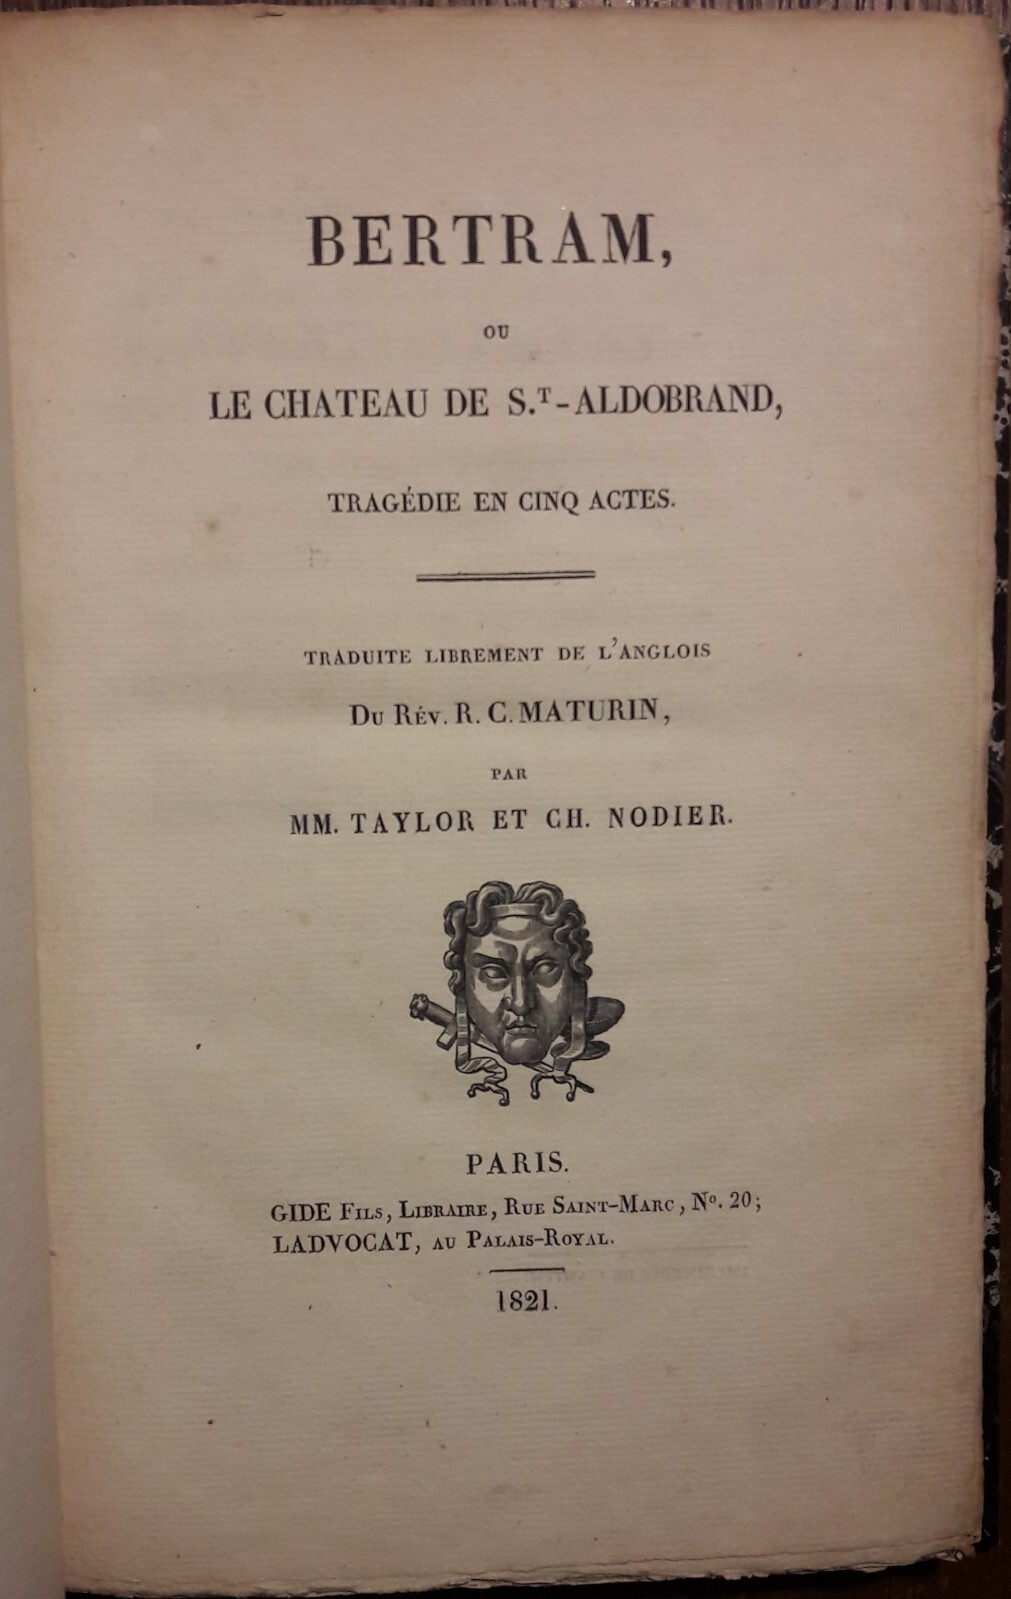 BERTRAM,
OU
LE CHATEAU DE S.T-ALDOBRAND,
TRAGÉDIE EN CINQ ACTES.
TRADUITE LIBREMENT DE L'ANGLOIS
DU RÉV. R. C. MATURIN,
PAR
MM. TAYLOR ET CH. NODIER.
PARIS.
GIDE FILS, LIBRAIRE, RUE SAINT-MARC, No. 20;
LADVOCAT, AU PALAIS-ROYAL.
1821.